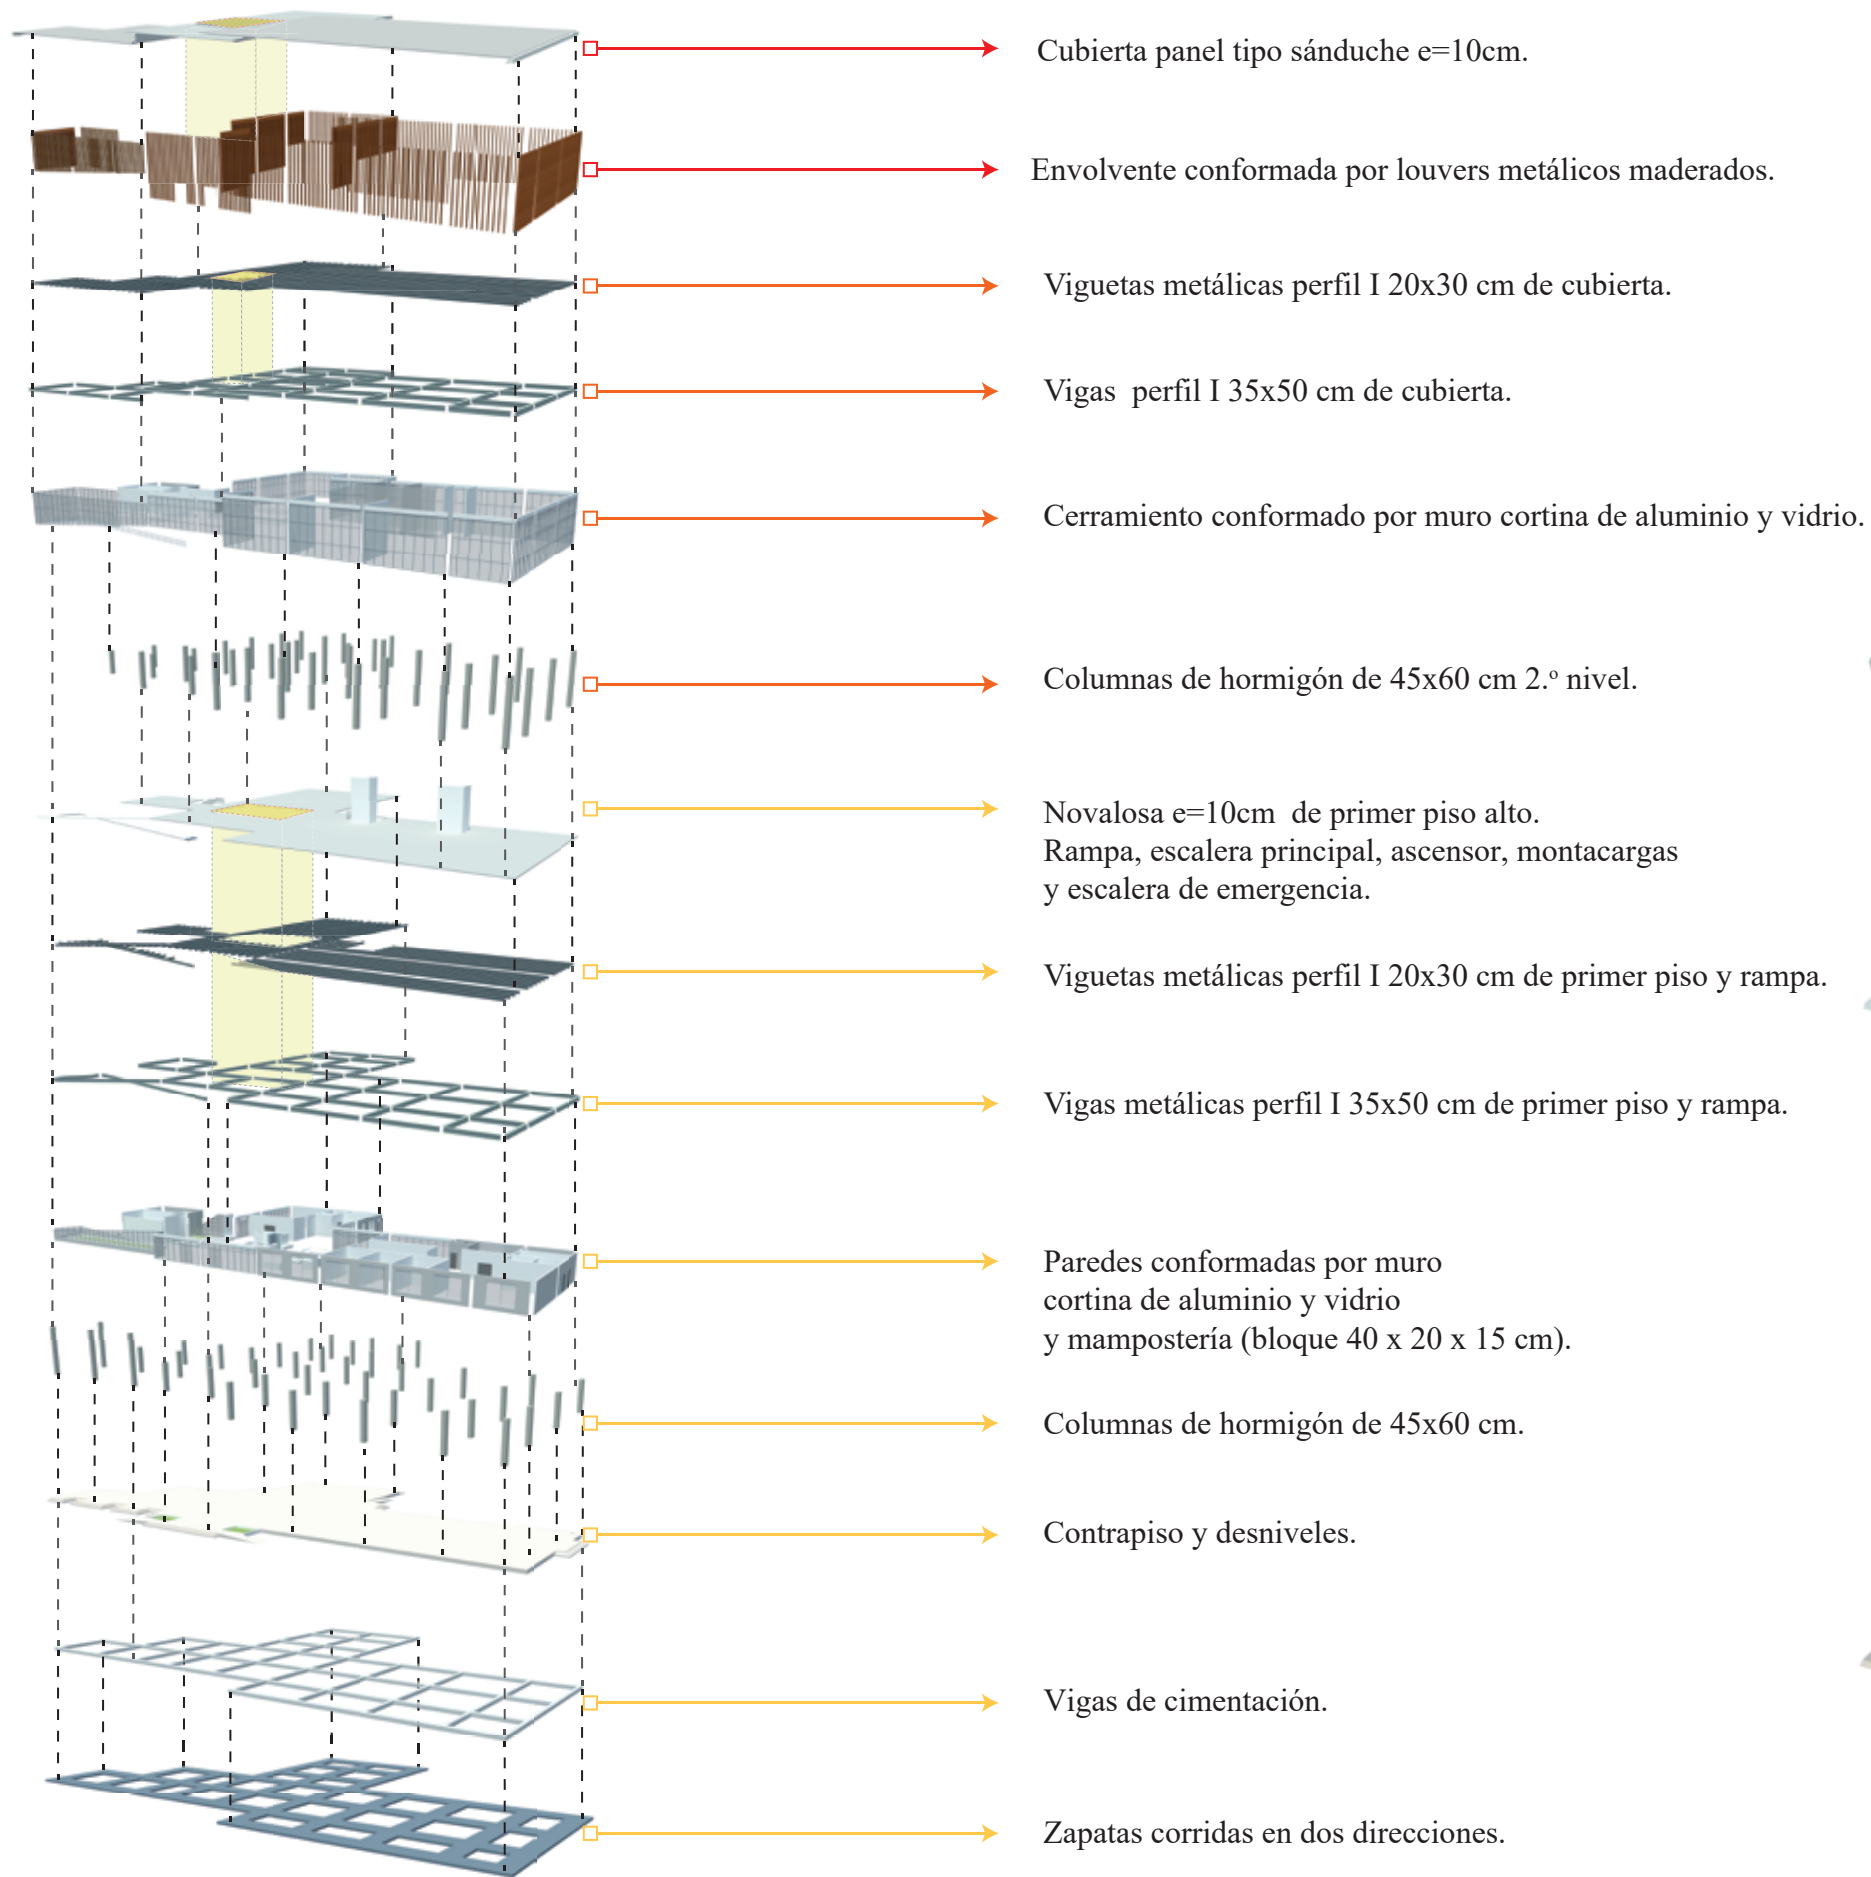 Cubierta panel tipo sánduche e=10cm.
Envolvente conformada por louvers metálicos maderados.
Viguetas metálicas perfil I 20x30 cm de cubierta.
Vigas  perfil I 35x50 cm de cubierta.
Cerramiento conformado por muro cortina de aluminio y vidrio.
Columnas de hormigón de 45x60 cm 2.º nivel.
Novalosa e=10cm  de primer piso alto.
Rampa, escalera principal, ascensor, montacargas
y escalera de emergencia.
Viguetas metálicas perfil I 20x30 cm de primer piso y rampa.
Vigas metálicas perfil I 35x50 cm de primer piso y rampa.
Paredes conformadas por muro
cortina de aluminio y vidrio
y mampostería (bloque 40 x 20 x 15 cm).
Columnas de hormigón de 45x60 cm.
Contrapiso y desniveles.
Vigas de cimentación.
Zapatas corridas en dos direcciones.